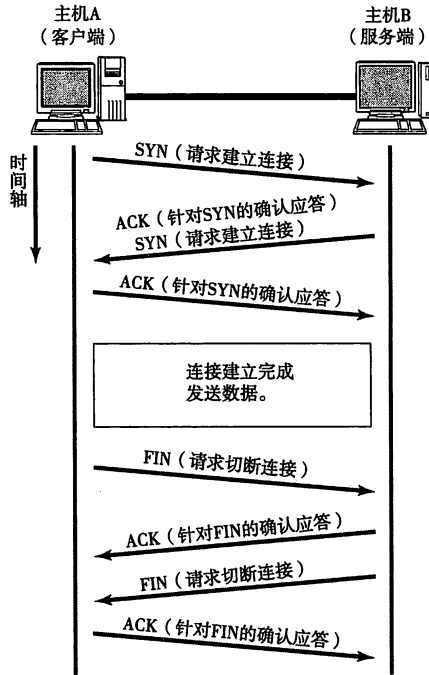 主机A
（客户端）
主机B
（服务端）
时间轴
SYN（请求建立连接）
ACK（针对SYN的确认应答）
SYN（请求建立连接）
ACK（针对SYN的确认应答）
连接建立完成
发送数据。
FIN（请求切断连接）
ACK（针对FIN的确认应答）
FIN（请求切断连接）
ACK（针对FIN的确认应答）